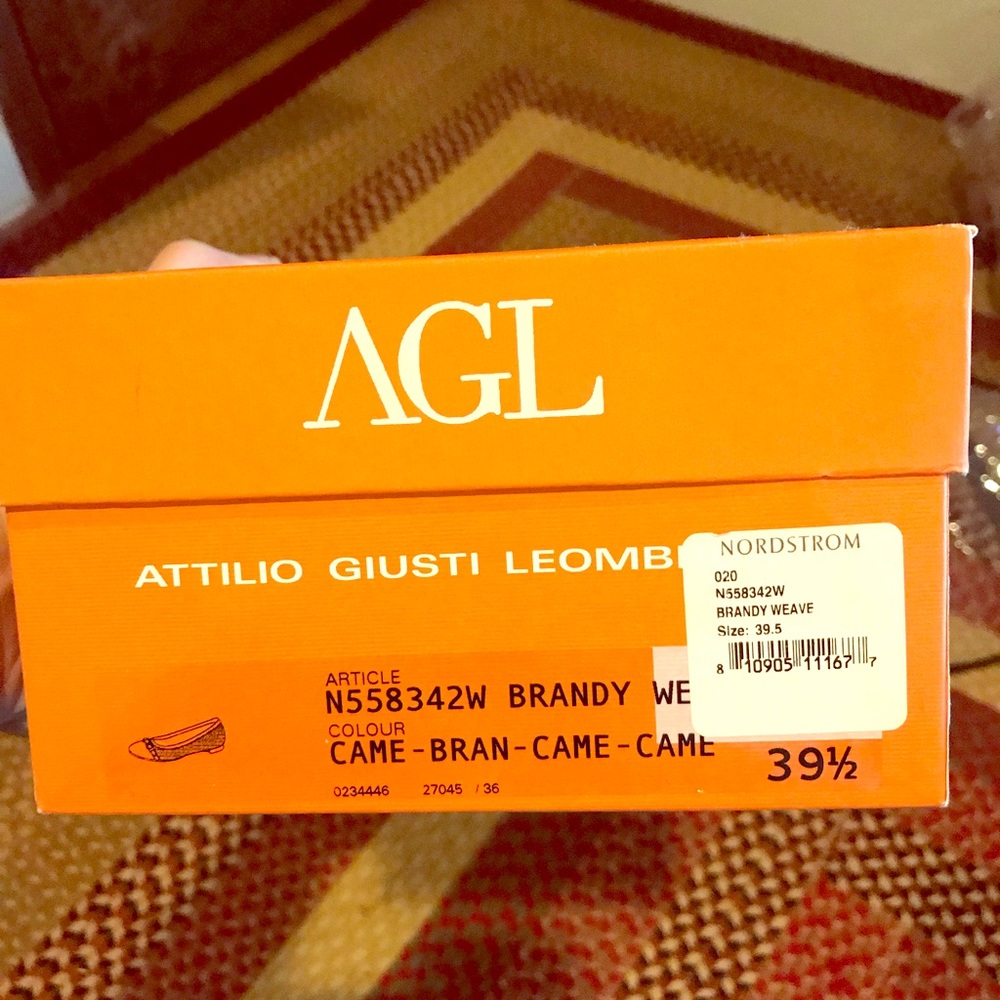 AGL
ATTILIO GIUSTI LEOMBI
NORDSTROM
020
N558342W
BRANDY WEAVE
Size: 39.5
8 10905 11167 7
ARTICLE
N558342W BRANDY WE
COLOUR
CAME-BRAN-CAME-CAME
39½
0234446 27045 / 36